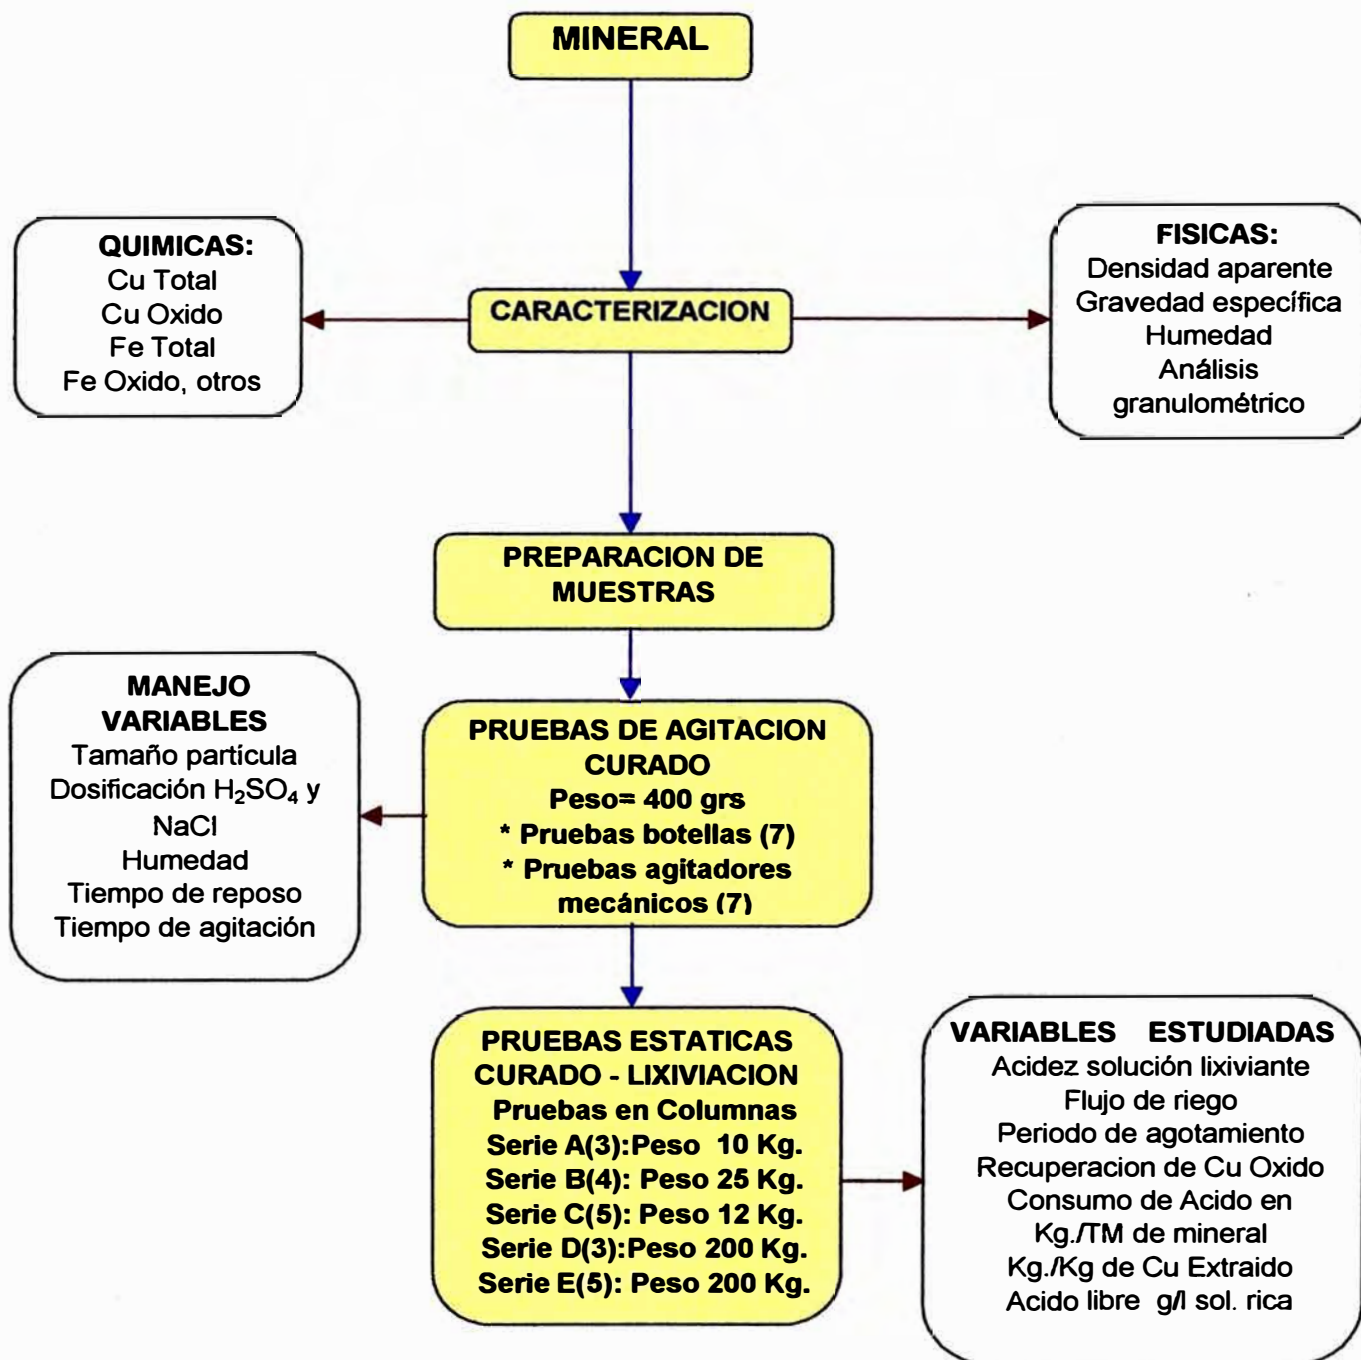 MINERAL
QUIMICAS:
Cu Total
Cu Oxido
Fe Total
Fe Oxido, otros
CARACTERIZACION
FISICAS:
Densidad aparente
Gravedad específica
Humedad
Análisis
granulométrico
PREPARACION DE
MUESTRAS
MANEJO
VARIABLES
Tamaño partícula
Dosificación H₂SO₄ y
NaCl
Humedad
Tiempo de reposo
Tiempo de agitación
PRUEBAS DE AGITACION
CURADO
Peso= 400 grs
* Pruebas botellas (7)
* Pruebas agitadores
mecánicos (7)
PRUEBAS ESTATICAS
CURADO - LIXIVIACION
Pruebas en Columnas
Serie A(3):Peso 10 Kg.
Serie B(4): Peso 25 Kg.
Serie C(5): Peso 12 Kg.
Serie D(3):Peso 200 Kg.
Serie E(5): Peso 200 Kg.
VARIABLES ESTUDIADAS
Acidez solución lixiviante
Flujo de riego
Periodo de agotamiento
Recuperacion de Cu Oxido
Consumo de Acido en
Kg./TM de mineral
Kg./Kg de Cu Extraido
Acido libre g/l sol. rica